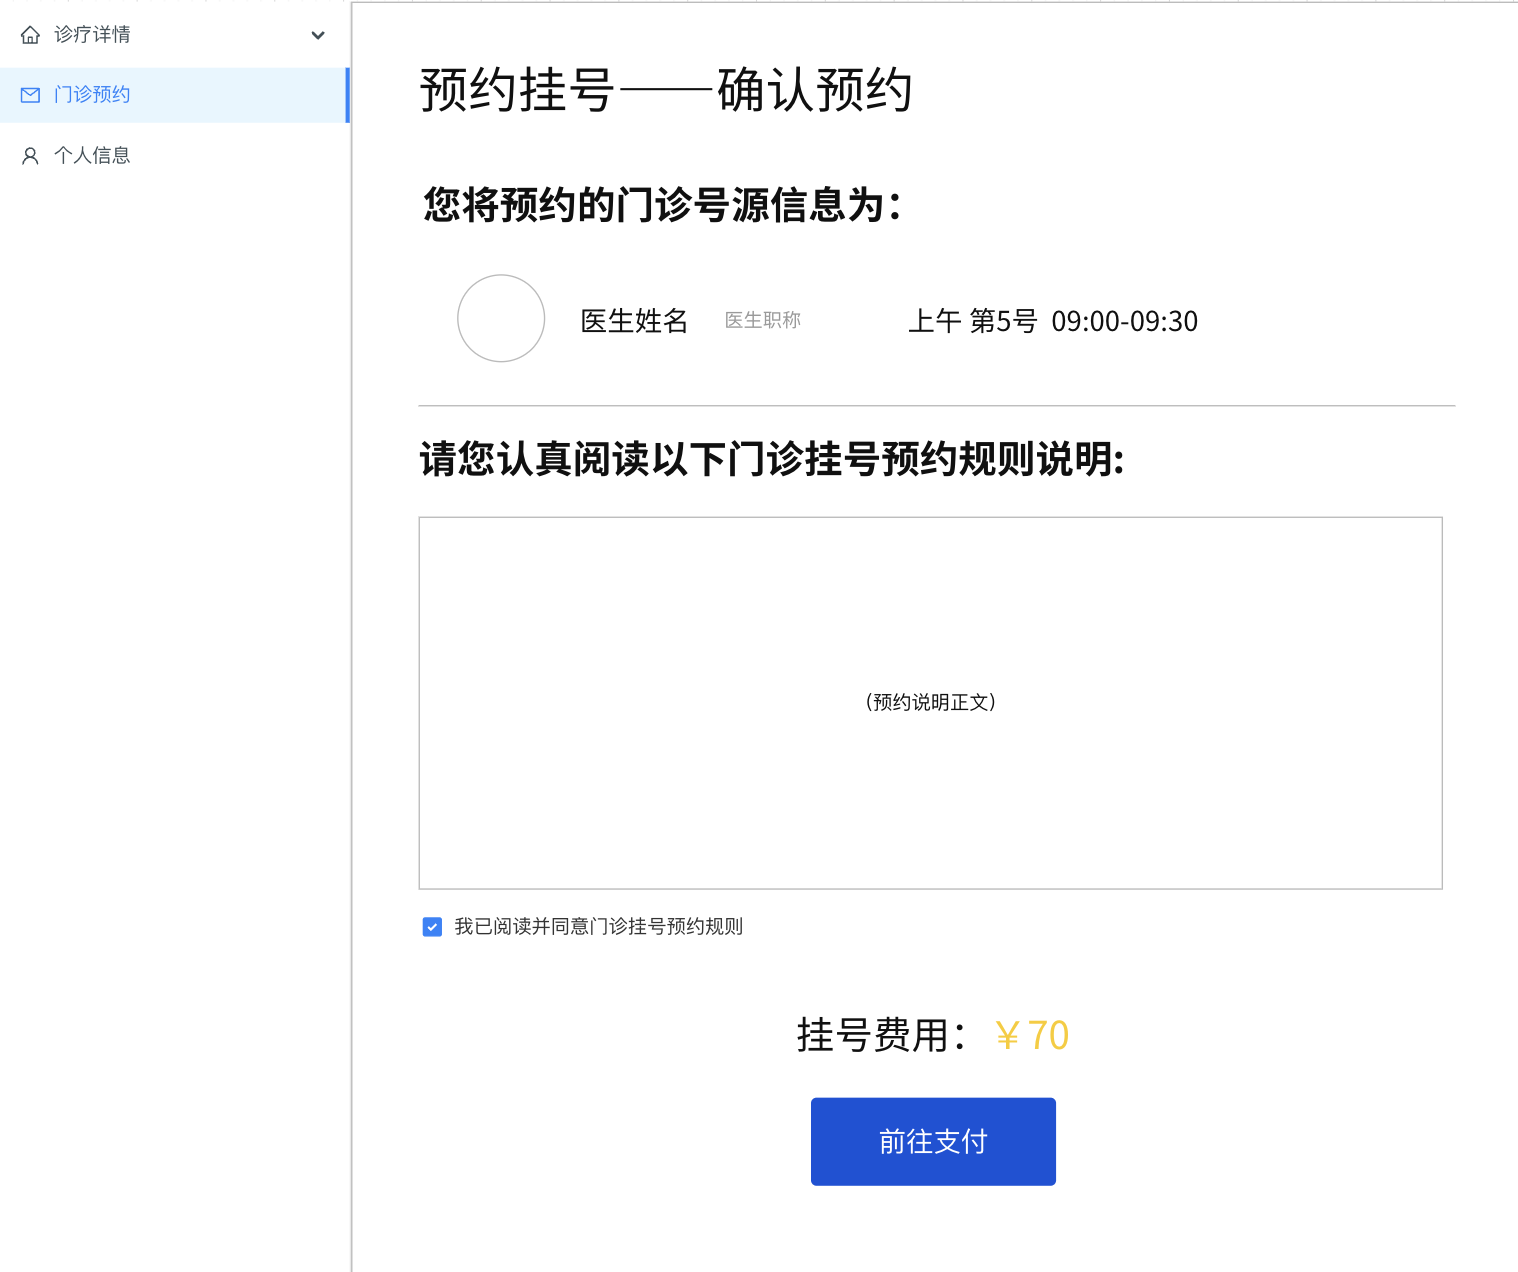 诊疗详情
门诊预约
个人信息
预约挂号——确认预约
您将预约的门诊号源信息为：
医生姓名 医生职称 上午 第5号 09:00-09:30
请您认真阅读以下门诊挂号预约规则说明:
(预约说明正文)
我已阅读并同意门诊挂号预约规则
挂号费用：￥70
前往支付